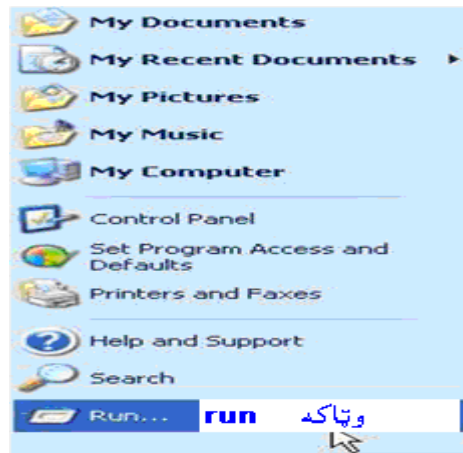 My Documents
My Recent Documents
My Pictures
My Music
My Computer
Control Panel
Set Program Access and
Defaults
Printers and Faxes
Help and Support
Search
Run... run وټاکه